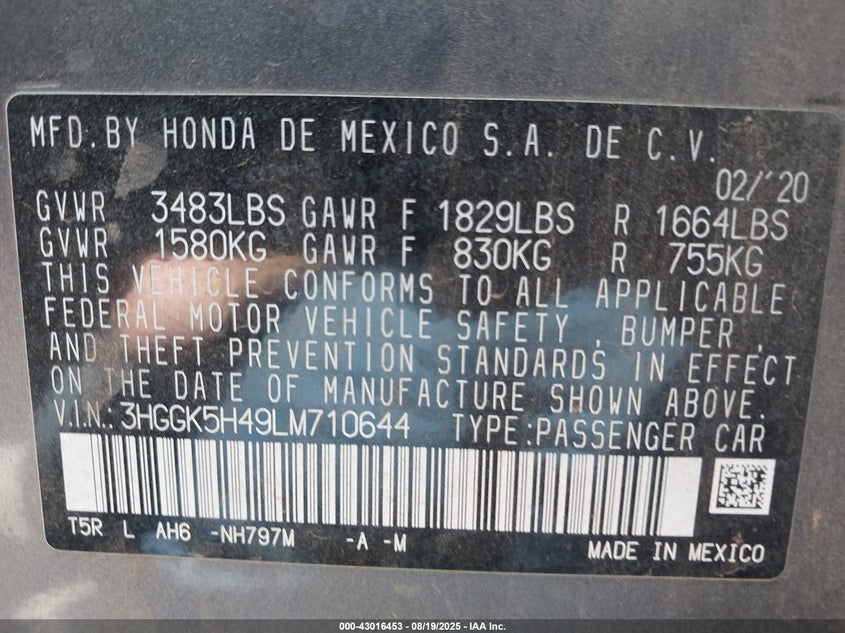 MFD. BY HONDA DE MEXICO S.A. DE C.V.
02/'20
GVWR 3483LBS GAWR F 1829LBS R 1664LBS
GVWR 1580KG GAWR F 830KG R 755KG
THIS VEHICLE CONFORMS TO ALL APPLICABLE
FEDERAL MOTOR VEHICLE SAFETY , BUMPER ,
AND THEFT PREVENTION STANDARDS IN EFFECT
ON THE DATE OF MANUFACTURE SHOWN ABOVE.
V.I.N.: 3HGGK5H49LM710644 TYPE:PASSENGER CAR
T5R L AH6 -NH797M -A -M
MADE IN MEXICO
000-43016453 - 08/19/2025 - IAA Inc.